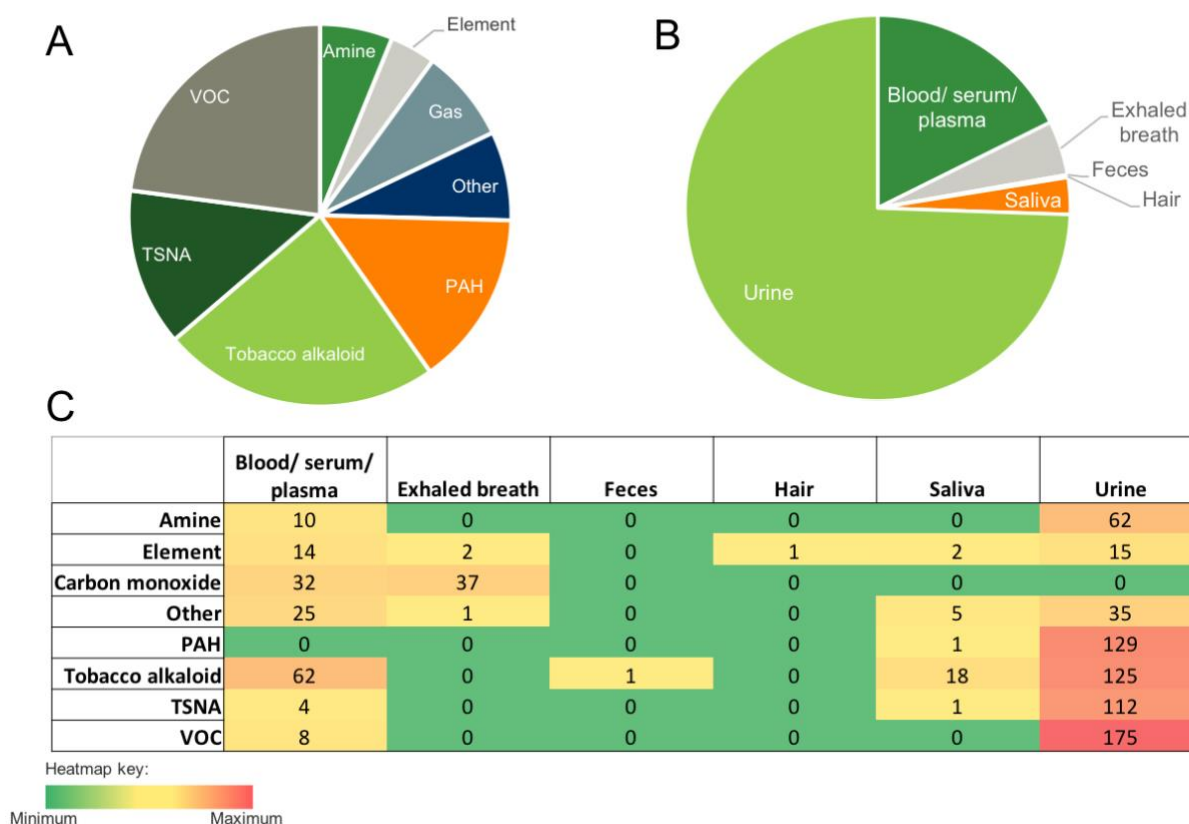 A
Element
Amine
VOC
Gas
Other
TSNA
PAH
Tobacco alkaloid
B
Blood/ serum/
plasma
Exhaled
breath
Feces
Hair
Saliva
Urine
C
Blood/ serum/
plasma Exhaled breath Feces Hair Saliva Urine
Amine 10 0 0 0 0 62
Element 14 2 0 1 2 15
Carbon monoxide 32 37 0 0 0 0
Other 25 1 0 0 5 35
PAH 0 0 0 0 1 129
Tobacco alkaloid 62 0 1 0 18 125
TSNA 4 0 0 0 1 112
VOC 8 0 0 0 0 175
Heatmap key:
Minimum Maximum